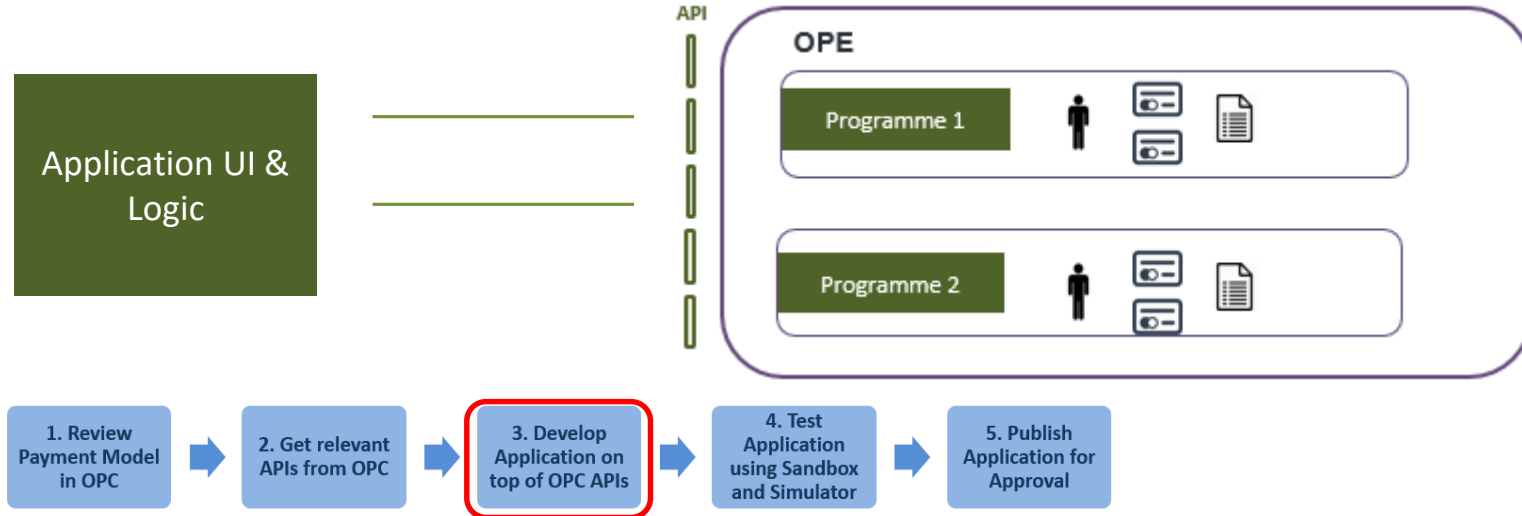 API
OPE
Application UI &
Logic
Programme 1
Programme 2
1. Review
Payment Model
in OPC
2. Get relevant
APIs from OPC
3. Develop
Application on
top of OPC APIs
4. Test
Application
using Sandbox
and Simulator
5. Publish
Application for
Approval